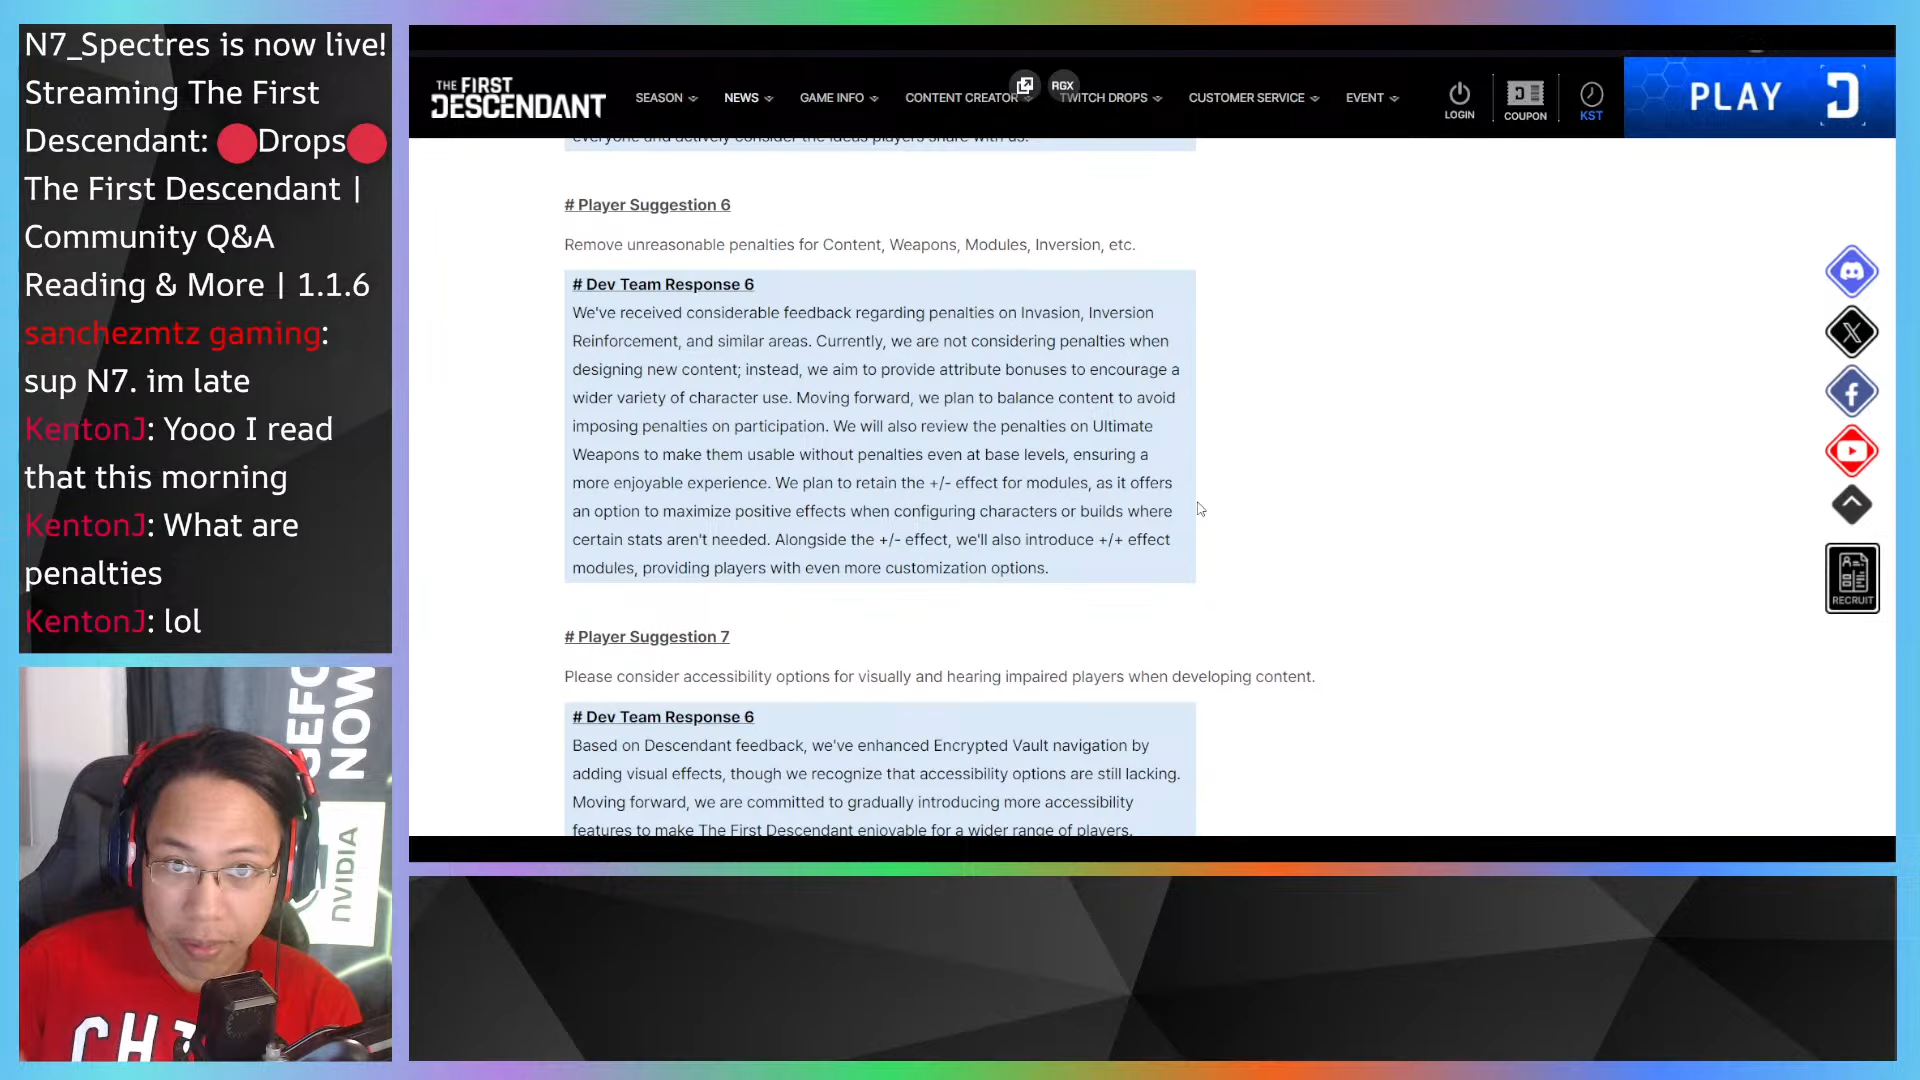 N7_Spectres is now live!
Streaming The First
Descendant: 🔴Drops🔴
The First Descendant |
Community Q&A
Reading & More | 1.1.6
sanchezmtz gaming:
sup N7. im late
KentonJ: Yooo I read
that this morning
KentonJ: What are
penalties
KentonJ: lol
THE FIRST
DESCENDANT
SEASON
NEWS
GAME INFO
CONTENT CREATOR
RGX
TWITCH DROPS
CUSTOMER SERVICE
EVENT
LOGIN
COUPON
KST
PLAY
everyone and actively consider the ideas players share with us.
# Player Suggestion 6
Remove unreasonable penalties for Content, Weapons, Modules, Inversion, etc.
# Dev Team Response 6
We've received considerable feedback regarding penalties on Invasion, Inversion
Reinforcement, and similar areas. Currently, we are not considering penalties when
designing new content; instead, we aim to provide attribute bonuses to encourage a
wider variety of character use. Moving forward, we plan to balance content to avoid
imposing penalties on participation. We will also review the penalties on Ultimate
Weapons to make them usable without penalties even at base levels, ensuring a
more enjoyable experience. We plan to retain the +/- effect for modules, as it offers
an option to maximize positive effects when configuring characters or builds where
certain stats aren't needed. Alongside the +/- effect, we'll also introduce +/+ effect
modules, providing players with even more customization options.
# Player Suggestion 7
Please consider accessibility options for visually and hearing impaired players when developing content.
# Dev Team Response 6
Based on Descendant feedback, we've enhanced Encrypted Vault navigation by
adding visual effects, though we recognize that accessibility options are still lacking.
Moving forward, we are committed to gradually introducing more accessibility
features to make The First Descendant enjoyable for a wider range of players.
RECRUIT
GEFO
NOW
NVIDIA